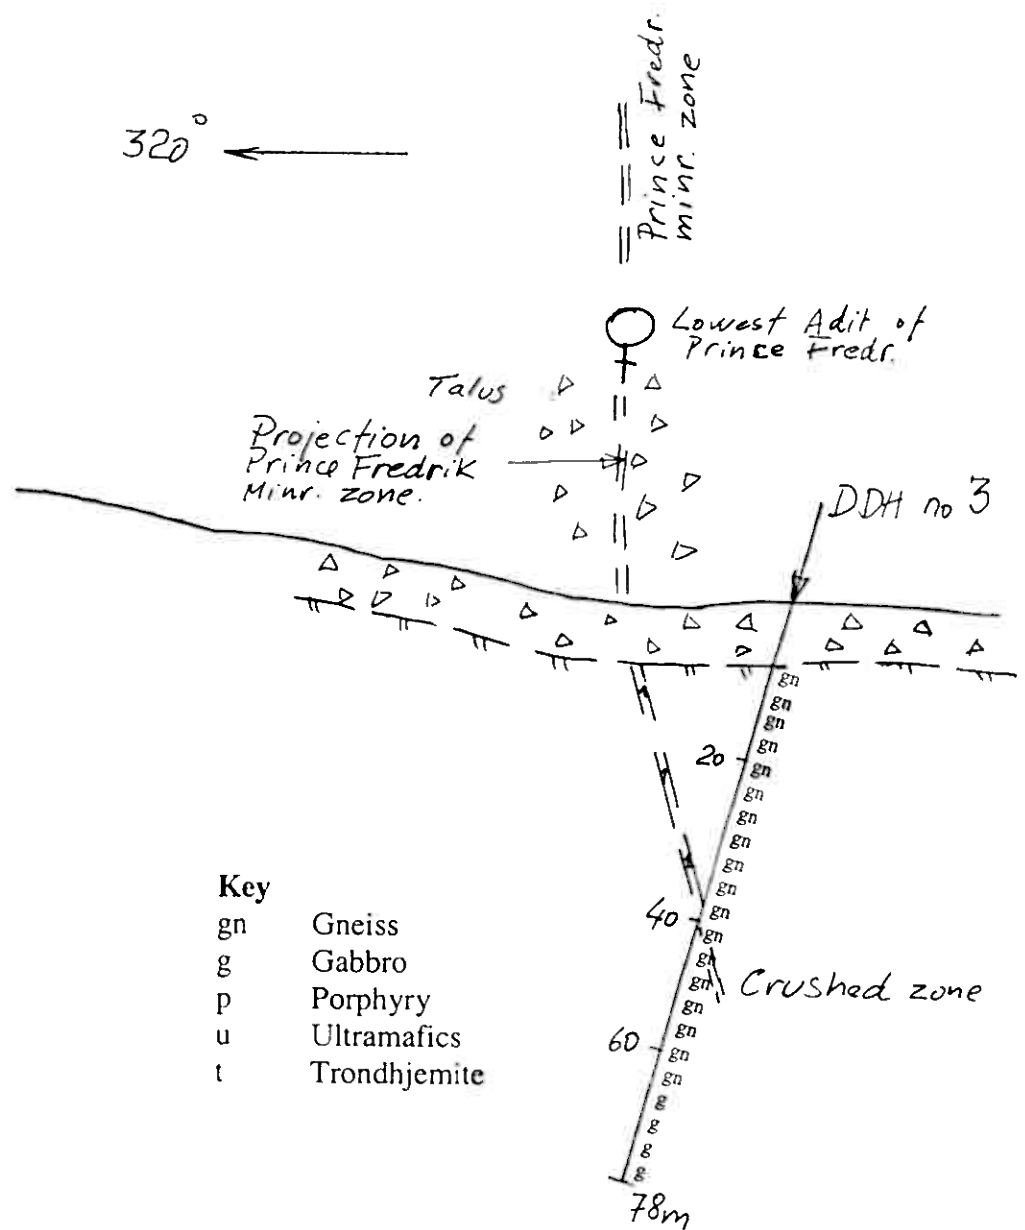 Prince Fredr.
minr. zone
320°
Lowest Adit of
Prince Fredr.
Talus
Projection of
Prince Fredrik
Minr. zone.
DDH no 3
gn
gn
gn
gn
20
gn
gn
gn
gn
gn
gn
gn
40
gn
gn
gn
Crushed zone
gn
gn
60
gn
gn
g
g
g
g
78m
Key
gn Gneiss
g Gabbro
p Porphyry
u Ultramafics
t Trondhjemite